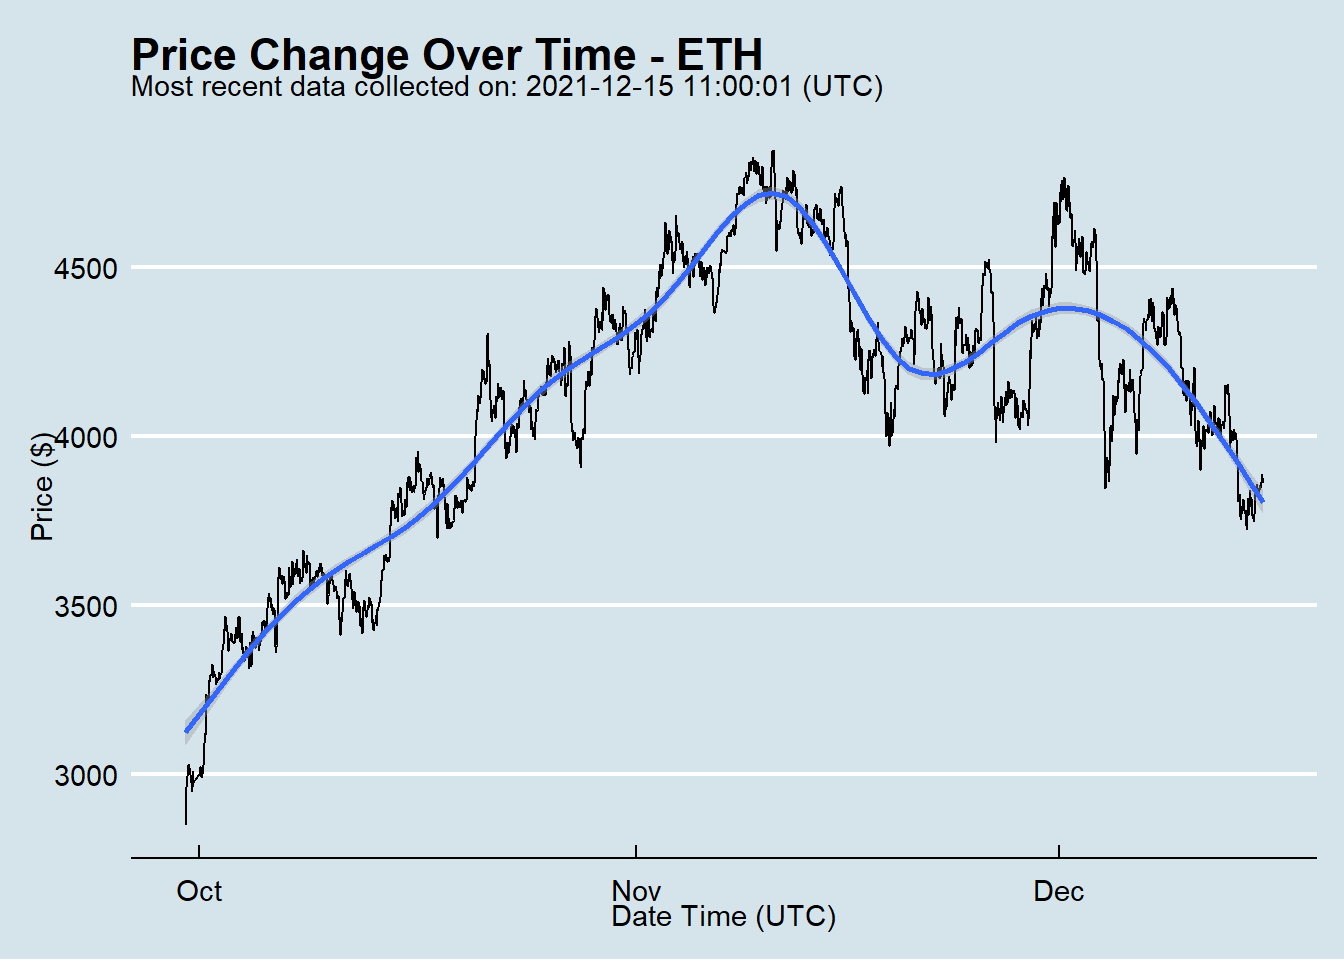 Price Change Over Time - ETH
Most recent data collected on: 2021-12-15 11:00:01 (UTC)
Price ($)
4500
4000
3500
3000
Oct
Nov
Dec
Date Time (UTC)